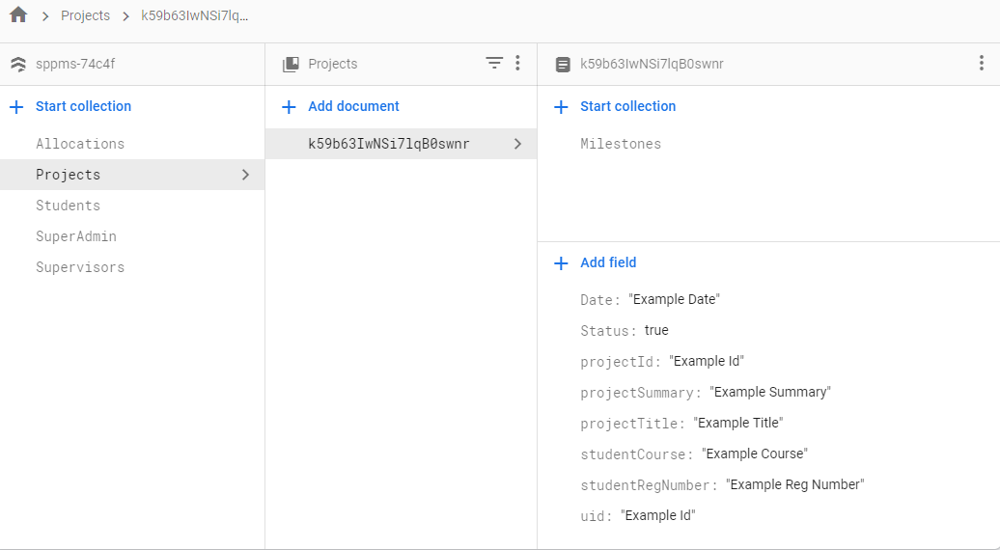 Projects
k59b63IwNSi7lq...
sppms-74c4f
Projects
k59b63IwNSi7lqB0swnr
Start collection
Add document
Start collection
Allocations
Projects
Students
SuperAdmin
Supervisors
k59b63IwNSi7lqB0swnr
Milestones
Add field
Date: "Example Date"
Status: true
projectId: "Example Id"
projectSummary: "Example Summary"
projectTitle: "Example Title"
studentCourse: "Example Course"
studentRegNumber: "Example Reg Number"
uid: "Example Id"